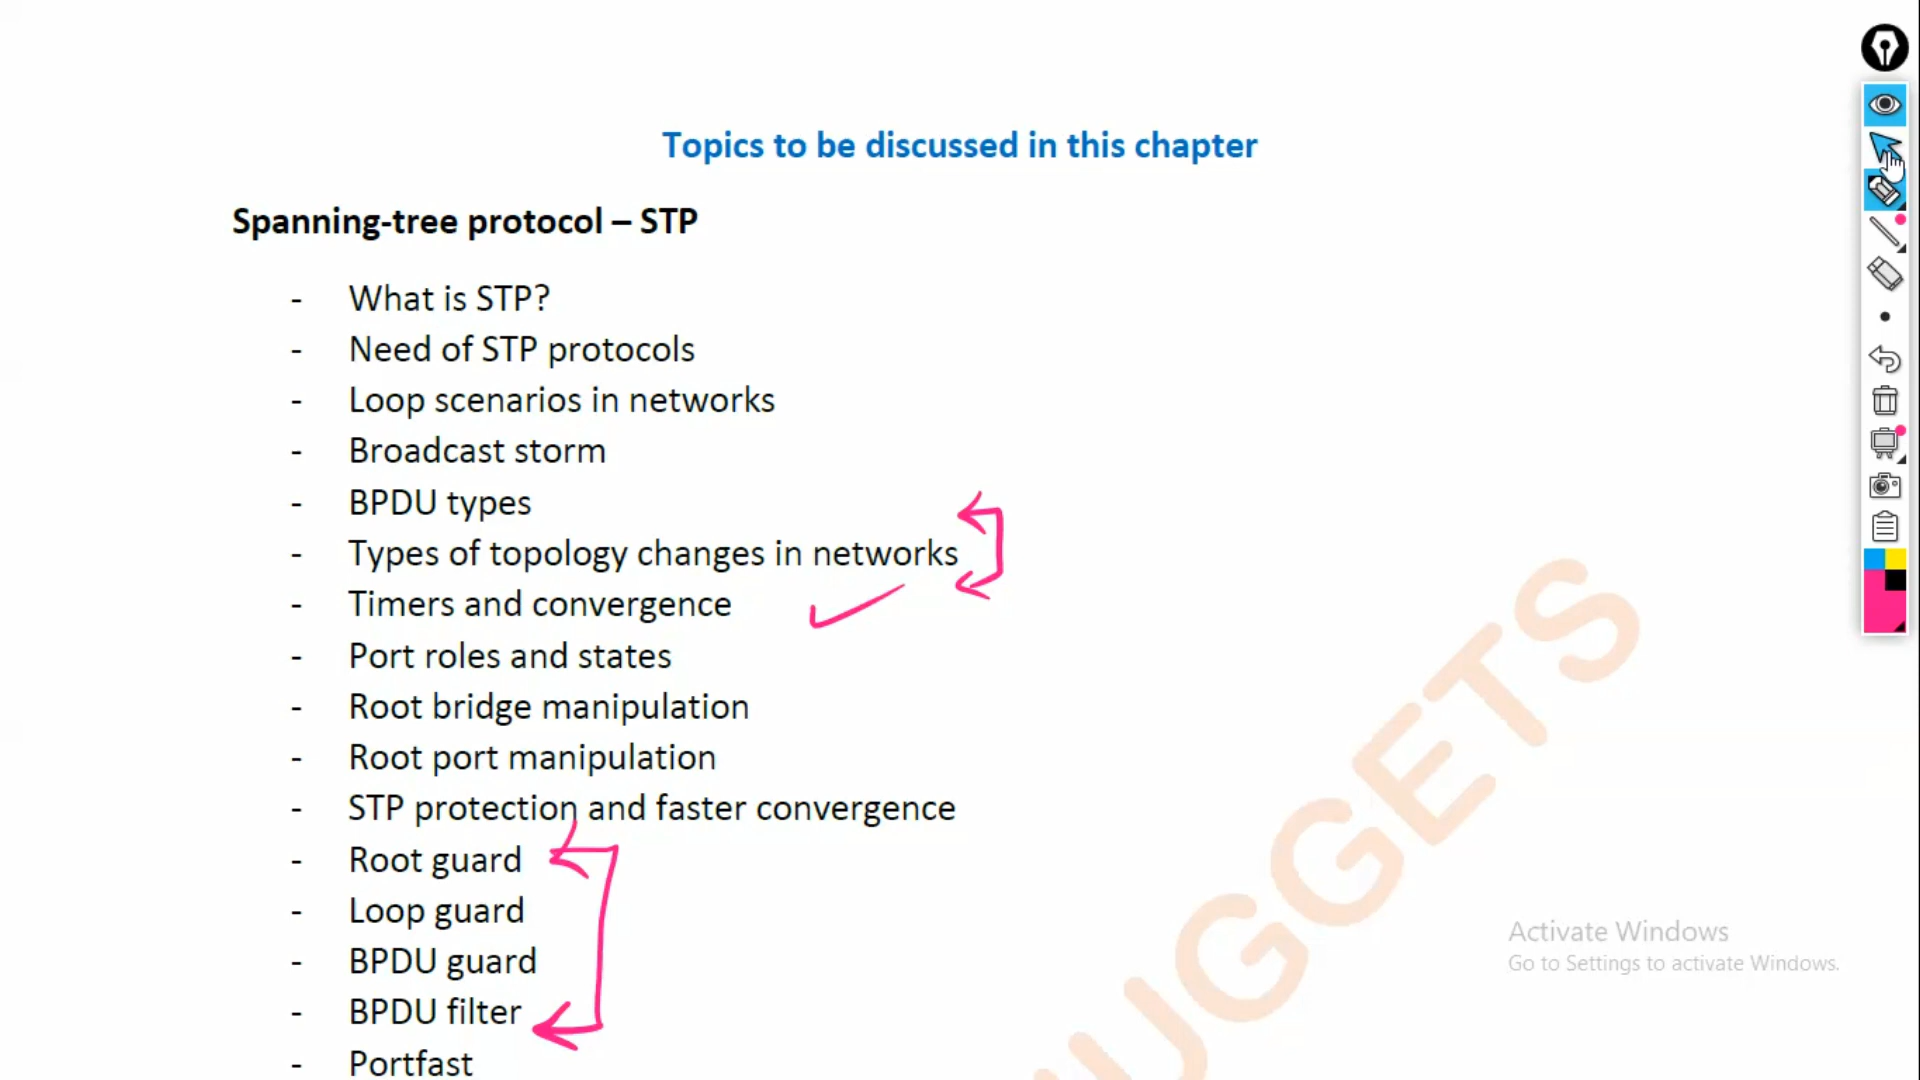 Topics to be discussed in this chapter
Spanning-tree protocol – STP
- What is STP?
- Need of STP protocols
- Loop scenarios in networks
- Broadcast storm
- BPDU types
- Types of topology changes in networks
- Timers and convergence
- Port roles and states
- Root bridge manipulation
- Root port manipulation
- STP protection and faster convergence
- Root guard
- Loop guard
- BPDU guard
- BPDU filter
- Portfast
UGGETS
Activate Windows
Go to Settings to activate Windows.